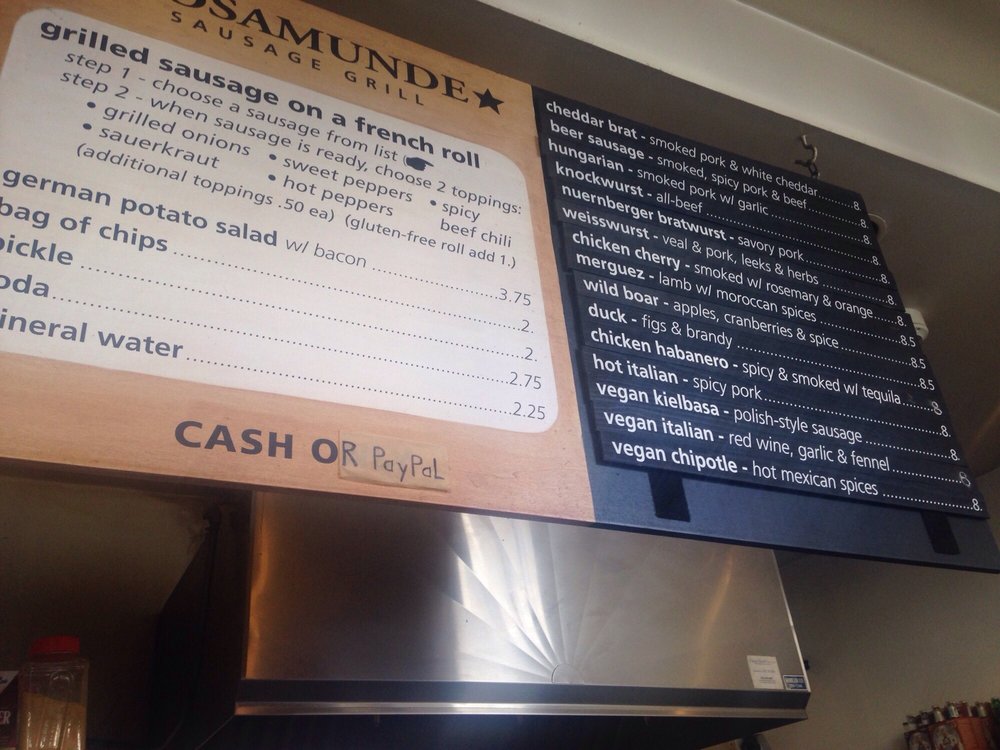 OSAMUNDE★
SAUSAGE GRILL
grilled sausage on a french roll
step 1 - choose a sausage from list
step 2 - when sausage is ready, choose 2 toppings:
• grilled onions • sweet peppers • spicy
• sauerkraut • hot peppers beef chili
(additional toppings .50 ea) (gluten-free roll add 1.)
german potato salad w/ bacon ..........3.75
bag of chips ..........2.
pickle ..........2.
oda..........2.75
ineral water..........2.25
CASH OR PayPaL
cheddar brat - smoked pork & white cheddar..........8.
beer sausage - smoked, spicy pork & beef..........8.
hungarian - smoked pork w/ garlic ..........8.
knockwurst - all-beef ..........8.
nuernberger bratwurst - savory pork..........8.
weisswurst - veal & pork, leeks & herbs ..........8.
chicken cherry - smoked w/ rosemary & orange..........8.
merguez - lamb w/ moroccan spices ..........8.5
wild boar - apples, cranberries & spice ..........8.5
duck - figs & brandy ..........8.5
chicken habanero - spicy & smoked w/ tequila..........8
hot italian - spicy pork..........8.
vegan kielbasa - polish-style sausage ..........8.
vegan italian - red wine, garlic & fennel ..........8
vegan chipotle - hot mexican spices ..........8.
ER